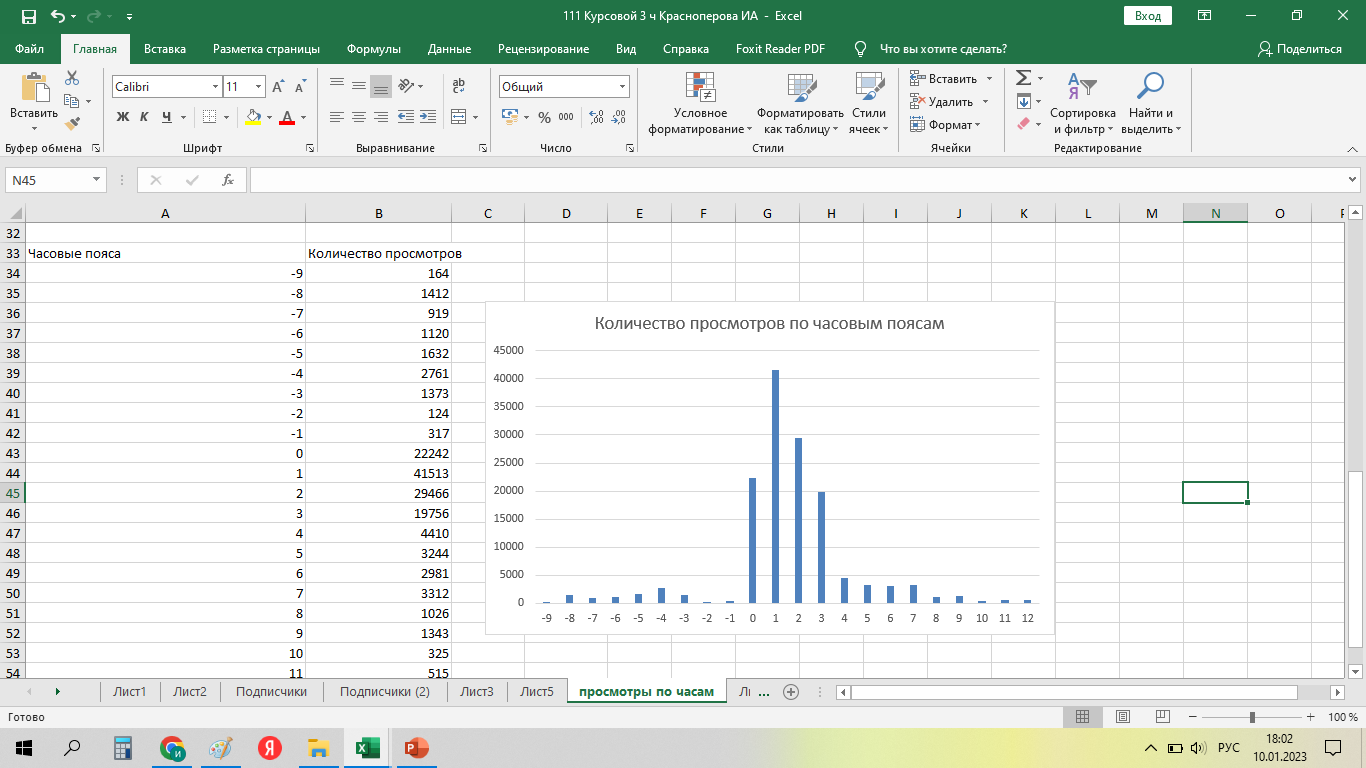 111 Курсовой 3 ч Красноперова ИА - Excel
Вход
Файл Главная Вставка Разметка страницы Формулы Данные Рецензирование Вид Справка Foxit Reader PDF Что вы хотите сделать? Поделиться
Вставить
Буфер обмена
Calibri 11
Ж К Ч А
Шрифт
ab
Выравнивание
Общий
% 000
Число
Условное форматирование
Форматировать как таблицу
Стили ячеек
Стили
Вставить
Удалить
Формат
Ячейки
Сортировка и фильтр
Найти и выделить
Редактирование
N45 fx
A B C D E F G H I J K L M N O P
32
33 Часовые пояса Количество просмотров
34 -9 164
35 -8 1412
36 -7 919
37 -6 1120
38 -5 1632
39 -4 2761
40 -3 1373
41 -2 124
42 -1 317
43 0 22242
44 1 41513
45 2 29466
46 3 19756
47 4 4410
48 5 3244
49 6 2981
50 7 3312
51 8 1026
52 9 1343
53 10 325
54 11 515
Количество просмотров по часовым поясам
45000
40000
35000
30000
25000
20000
15000
10000
5000
0
-9 -8 -7 -6 -5 -4 -3 -2 -1 0 1 2 3 4 5 6 7 8 9 10 11 12
Лист1 Лист2 Подписчики Подписчики (2) Лист3 Лист5 просмотры по часам ...
Готово
100 %
Я
РУС
18:02
10.01.2023